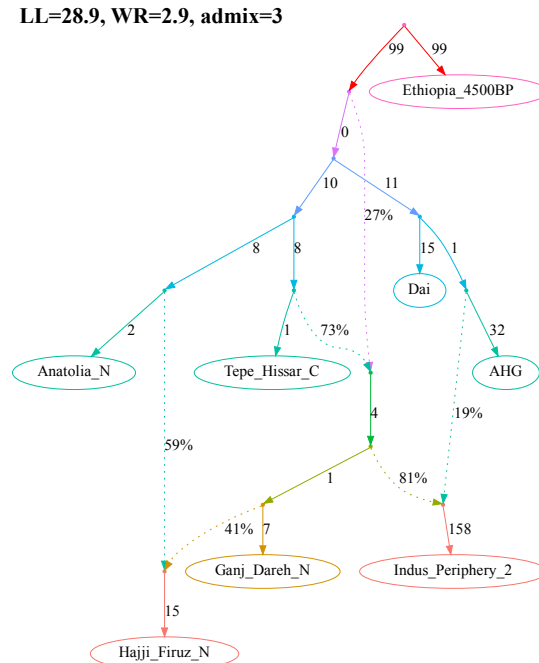 LL=28.9, WR=2.9, admix=3
99
99
Ethiopia_4500BP
0
10
11
27%
8
8
15
1
Dai
2
1
73%
32
Anatolia_N
Tepe_Hissar_C
AHG
4
19%
59%
1
81%
41%
7
158
Ganj_Dareh_N
Indus_Periphery_2
15
Hajji_Firuz_N